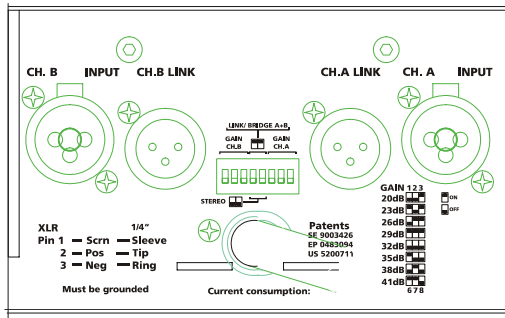 CH. B INPUT CH.B LINK CH.A LINK CH. A INPUT
LINK/ BRIDGE A+B
GAIN GAIN
CH.B CH.A
STEREO
GAIN 1 2 3
20dB ON
23dB OFF
26dB
29dB
32dB
35dB
38dB
41dB
6 7 8
XLR 1/4"
Pin 1 – Scrn – Sleeve
2 – Pos – Tip
3 – Neg – Ring
Must be grounded
Patents
SE 9003426
EP 0483094
US 5200711
Current consumption: